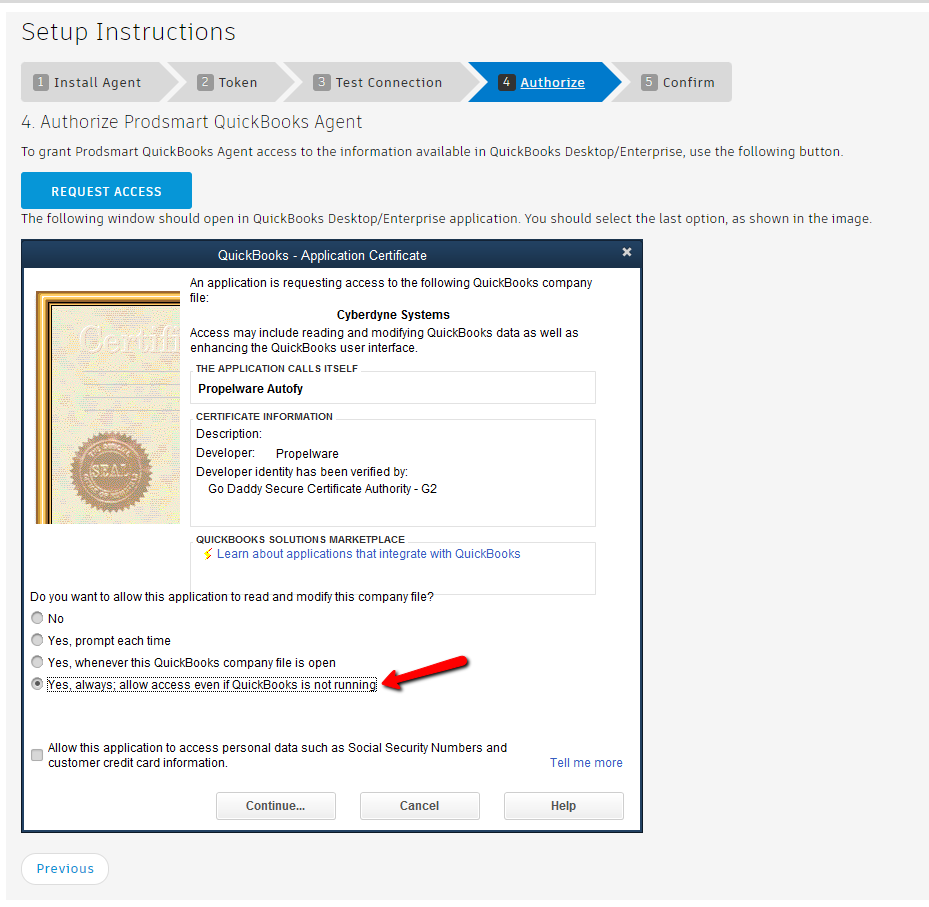 Setup Instructions
1 Install Agent
2 Token
3 Test Connection
4 Authorize
5 Confirm
4. Authorize Prodsmart QuickBooks Agent
To grant Prodsmart QuickBooks Agent access to the information available in QuickBooks Desktop/Enterprise, use the following button.
REQUEST ACCESS
The following window should open in QuickBooks Desktop/Enterprise application. You should select the last option, as shown in the image.
QuickBooks - Application Certificate
An application is requesting access to the following QuickBooks company
file:
Cyberdyne Systems
Access may include reading and modifying QuickBooks data as well as
enhancing the QuickBooks user interface.
Certifi
SEAL
THE APPLICATION CALLS ITSELF
Propelware Autofy
CERTIFICATE INFORMATION
Description:
Developer: Propelware
Developer identity has been verified by:
Go Daddy Secure Certificate Authority - G2
QUICKBOOKS SOLUTIONS MARKETPLACE
Learn about applications that integrate with QuickBooks
Do you want to allow this application to read and modify this company file?
No
Yes, prompt each time
Yes, whenever this QuickBooks company file is open
Yes, always; allow access even if QuickBooks is not running
Allow this application to access personal data such as Social Security Numbers and
customer credit card information.
Tell me more
Continue...
Cancel
Help
Previous